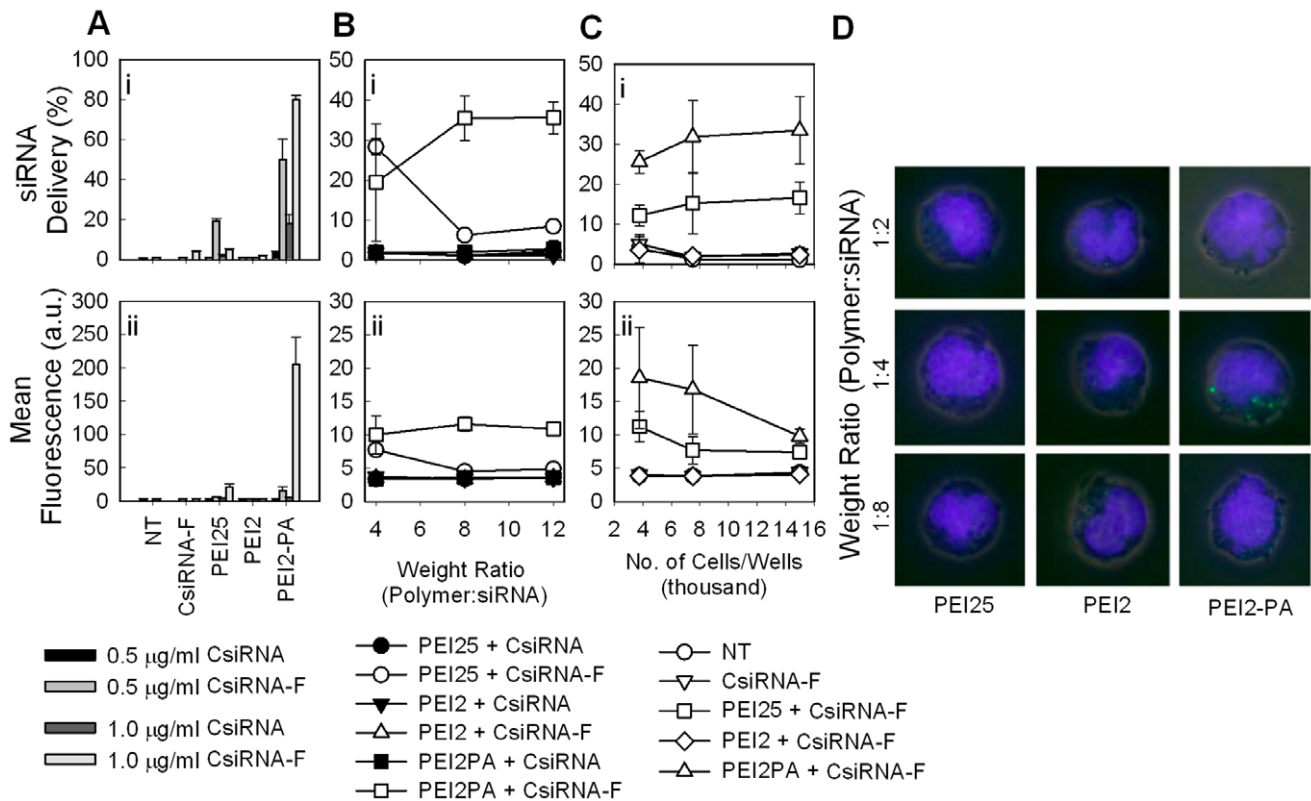 A
B
C
D
siRNA
Delivery (%)
100
80
60
40
20
0
i
50
40
30
20
10
0
i
50
40
30
20
10
0
i
Mean
Fluorescence (a.u.)
300
250
200
150
100
50
0
ii
NT
CsiRNA-F
PEI25
PEI2
PEI2-PA
30
25
20
15
10
5
0
ii
4 6 8 10 12
Weight Ratio
(Polymer:siRNA)
30
25
20
15
10
5
0
ii
2 4 6 8 10 12 14 16
No. of Cells/Wells
(thousand)
Weight Ratio (Polymer:siRNA)
1:2
1:4
1:8
PEI25 PEI2 PEI2-PA
0.5 μg/ml CsiRNA
0.5 μg/ml CsiRNA-F
1.0 μg/ml CsiRNA
1.0 μg/ml CsiRNA-F
PEI25 + CsiRNA
PEI25 + CsiRNA-F
PEI2 + CsiRNA
PEI2 + CsiRNA-F
PEI2PA + CsiRNA
PEI2PA + CsiRNA-F
NT
CsiRNA-F
PEI25 + CsiRNA-F
PEI2 + CsiRNA-F
PEI2PA + CsiRNA-F